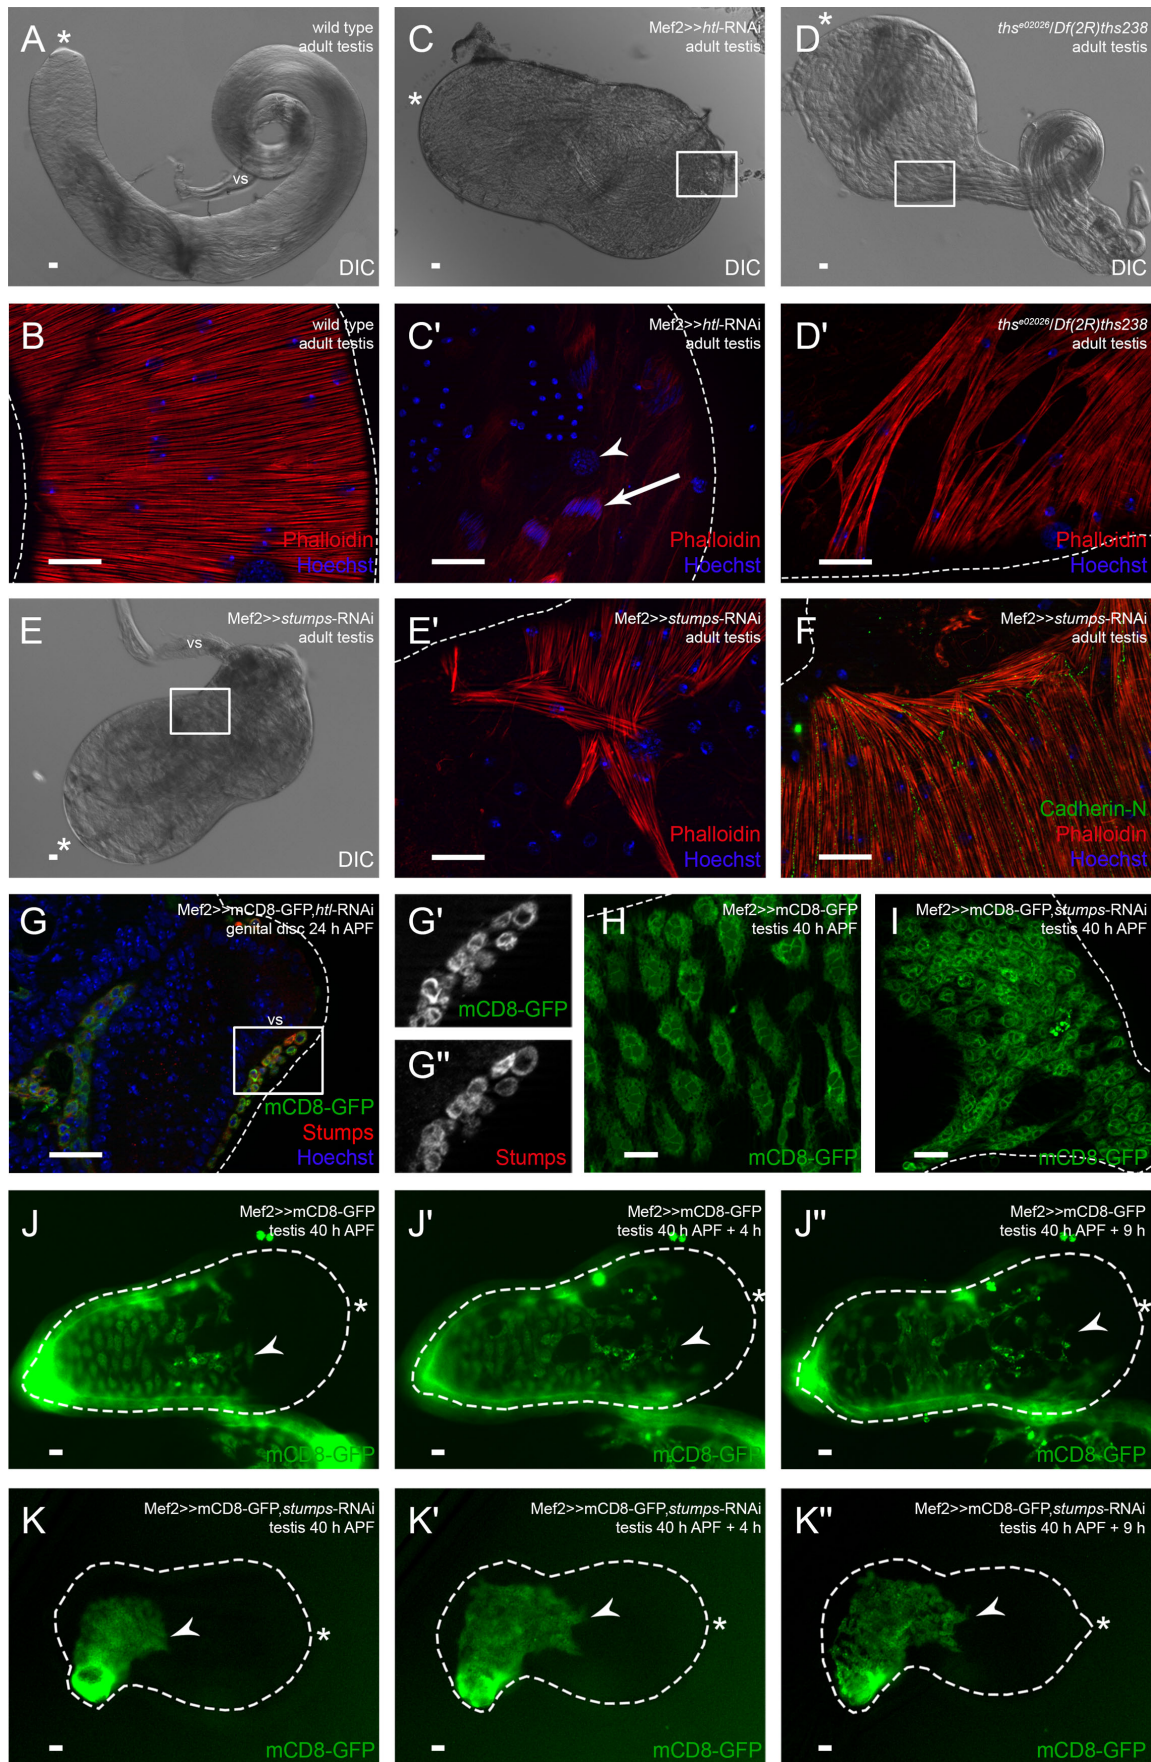 A
*
wild type
adult testis
vs
DIC
C
*
Mef2>>htl-RNAi
adult testis
DIC
D
*
ths^e02026/Df(2R)ths238
adult testis
DIC
B
wild type
adult testis
Phalloidin
Hoechst
C'
Mef2>>htl-RNAi
adult testis
Phalloidin
Hoechst
D'
ths^e02026/Df(2R)ths238
adult testis
Phalloidin
Hoechst
E
Mef2>>stumps-RNAi
adult testis
vs
*
DIC
E'
Mef2>>stumps-RNAi
adult testis
Phalloidin
Hoechst
F
Mef2>>stumps-RNAi
adult testis
Cadherin-N
Phalloidin
Hoechst
G
Mef2>>mCD8-GFP,htl-RNAi
genital disc 24 h APF
vs
mCD8-GFP
Stumps
Hoechst
G'
mCD8-GFP
G"
Stumps
H
Mef2>>mCD8-GFP
testis 40 h APF
mCD8-GFP
I
Mef2>>mCD8-GFP,stumps-RNAi
testis 40 h APF
mCD8-GFP
J
Mef2>>mCD8-GFP
testis 40 h APF
*
mCD8-GFP
J'
Mef2>>mCD8-GFP
testis 40 h APF + 4 h
*
mCD8-GFP
J"
Mef2>>mCD8-GFP
testis 40 h APF + 9 h
*
mCD8-GFP
K
Mef2>>mCD8-GFP,stumps-RNAi
testis 40 h APF
*
mCD8-GFP
K'
Mef2>>mCD8-GFP,stumps-RNAi
testis 40 h APF + 4 h
*
mCD8-GFP
K"
Mef2>>mCD8-GFP,stumps-RNAi
testis 40 h APF + 9 h
*
mCD8-GFP